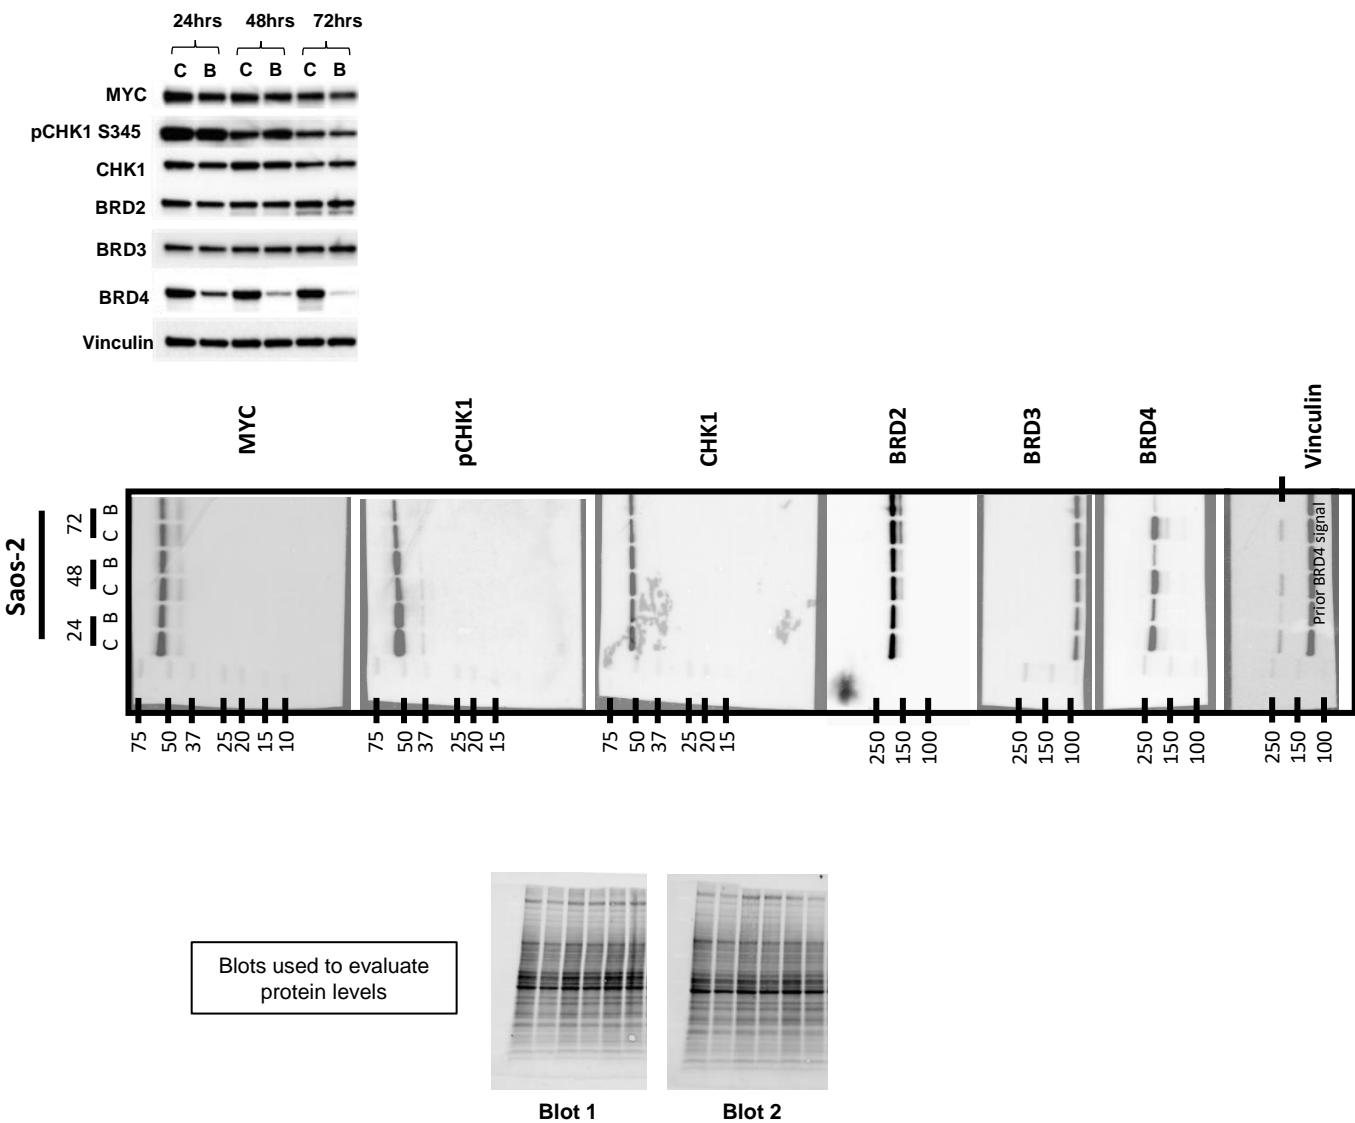 24hrs 48hrs 72hrs
C B C B C B
MYC
pCHK1 S345
CHK1
BRD2
BRD3
BRD4
Vinculin
MYC
pCHK1
CHK1
BRD2
BRD3
BRD4
Vinculin
Saos-2
72
48
24
B
C
B
C
B
C
Prior BRD4 signal
75 50 37 25 20 15 10
75 50 37 25 20 15
75 50 37 25 20 15
250 150 100
250 150 100
250 150 100
250 150 100
Blots used to evaluate
protein levels
Blot 1
Blot 2